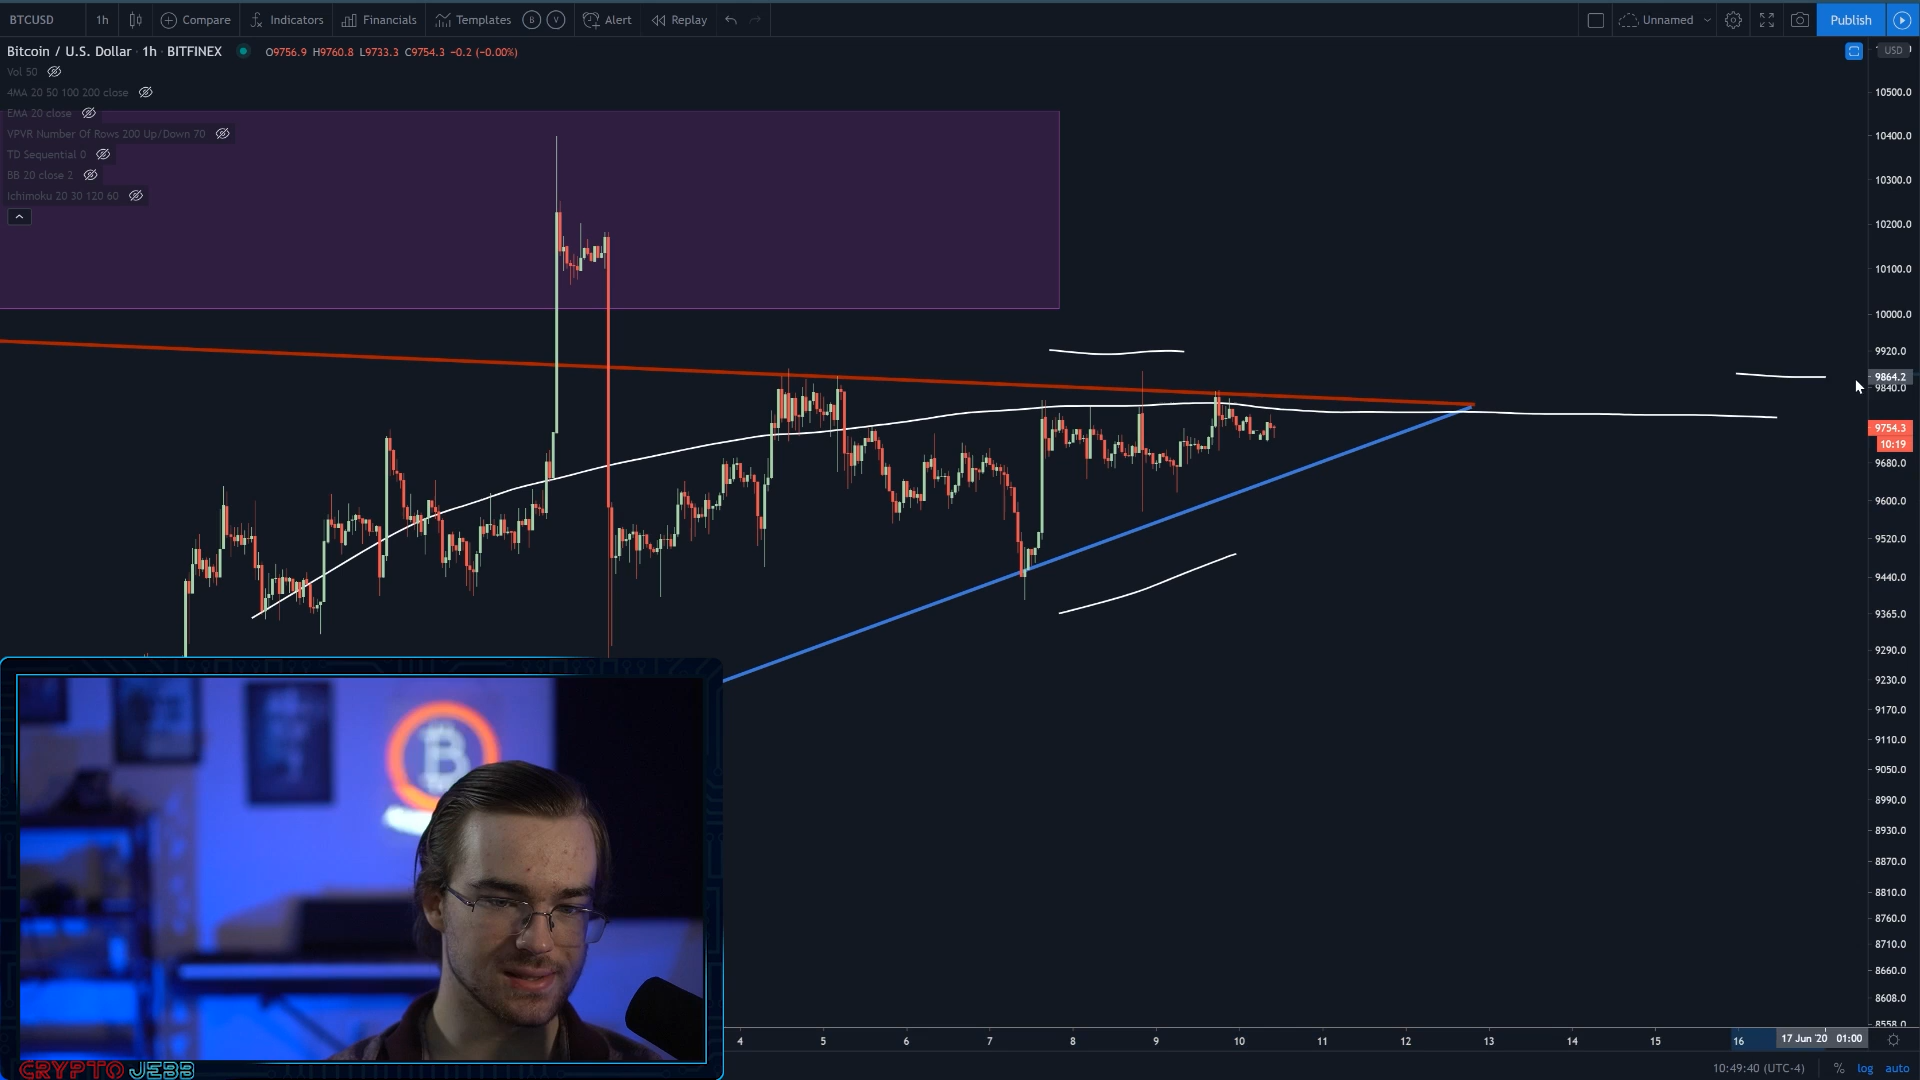 BTCUSD 1h Compare Indicators Financials Templates B V Alert Replay Unnamed Publish
Bitcoin / U.S. Dollar · 1h · BITFINEX O9756.9 H9760.8 L9733.3 C9754.3 −0.2 (−0.00%)
USD
Vol 50
4MA 20 50 100 200 close
EMA 20 close
VPVR Number Of Rows 200 Up/Down 70
TD Sequential 0
BB 20 close 2
Ichimoku 20 30 120 60
10500.0
10400.0
10300.0
10200.0
10100.0
10000.0
9920.0
9864.2
9840.0
9754.3
10:19
9680.0
9600.0
9520.0
9440.0
9365.0
9290.0
9230.0
9170.0
9110.0
9050.0
8990.0
8930.0
8870.0
8810.0
8760.0
8710.0
8660.0
8608.0
8558.0
4 5 6 7 8 9 10 11 12 13 14 15 16 17 Jun '20 01:00
CRYPTO JEBB
10:49:40 (UTC-4) % log auto